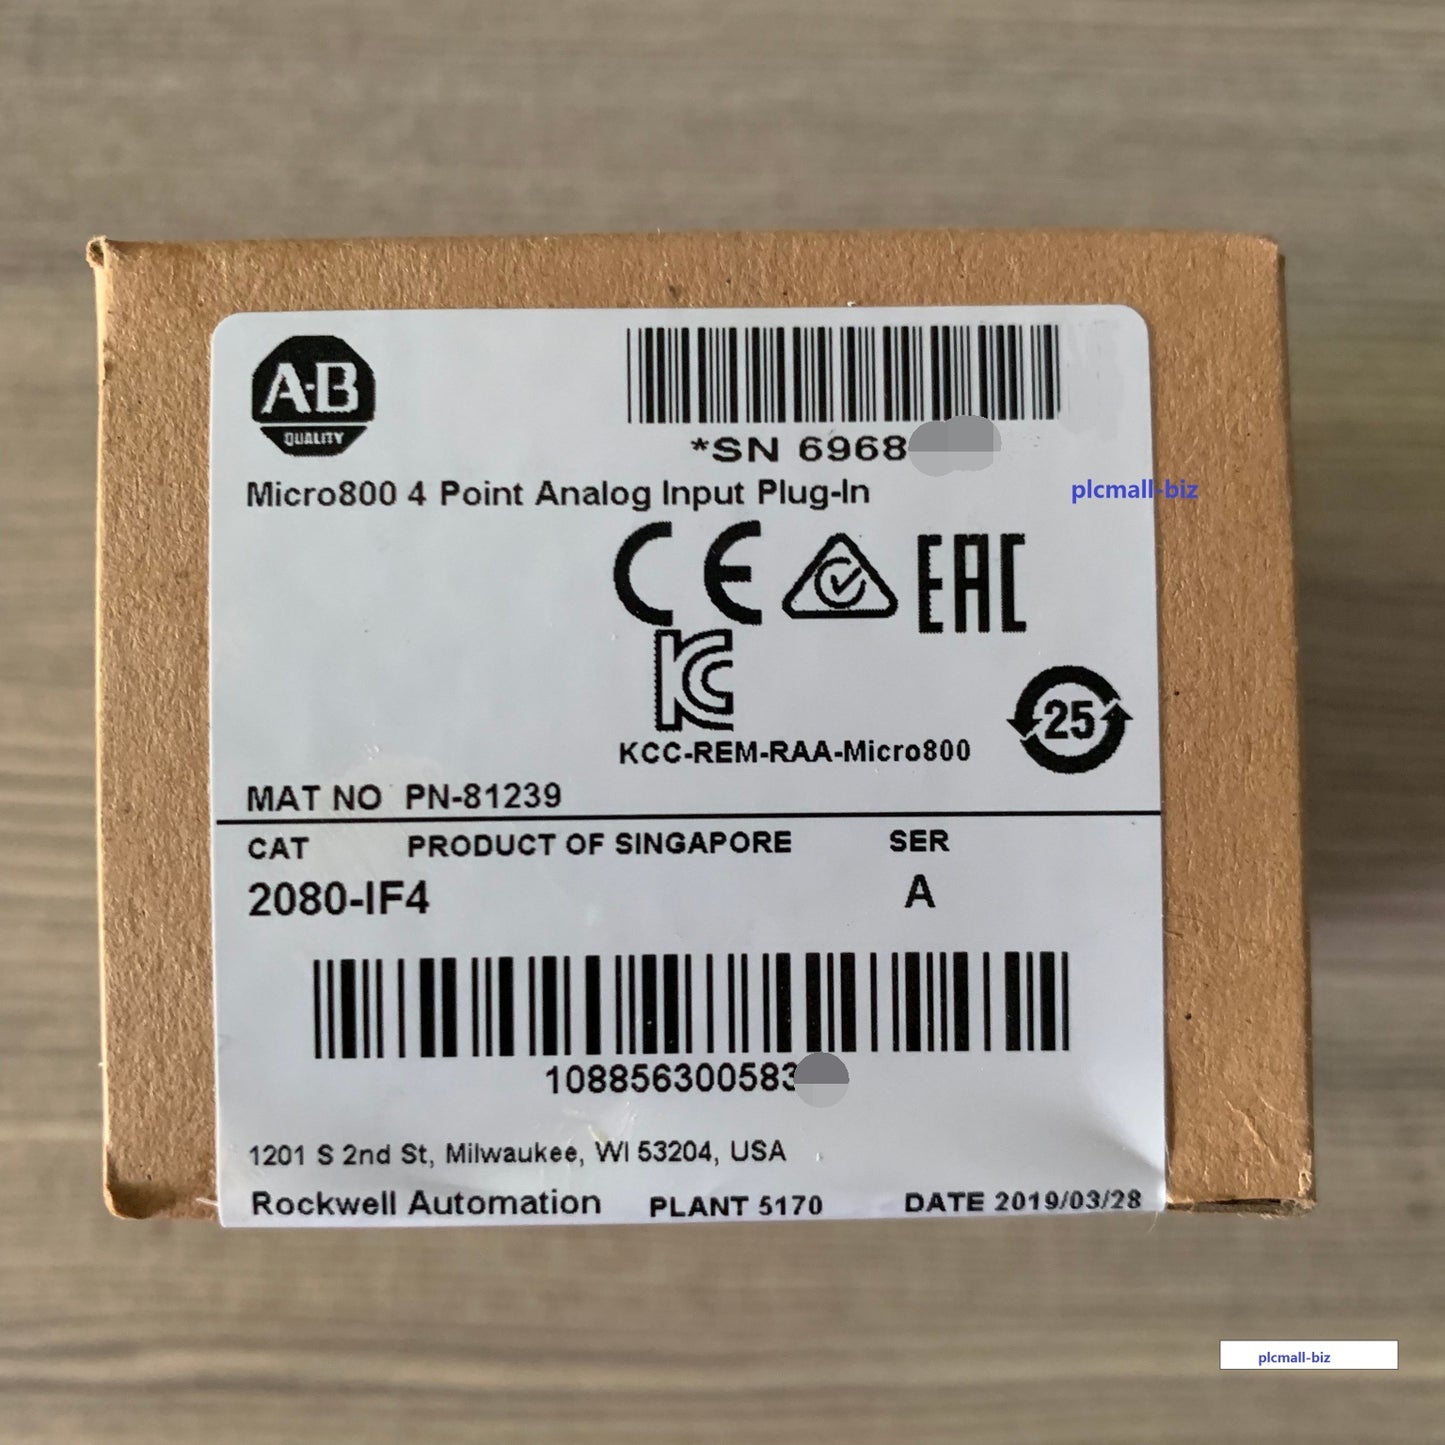 A·B
QUALITY
*SN 6968
Micro800 4 Point Analog Input Plug-In
plcmall-biz
CE EAC
KC
KCC-REM-RAA-Micro800
25
MAT NO PN-81239
CAT PRODUCT OF SINGAPORE SER
2080-IF4 A
10885630058
1201 S 2nd St, Milwaukee, WI 53204, USA
Rockwell Automation PLANT 5170 DATE 2019/03/28
plcmall-biz